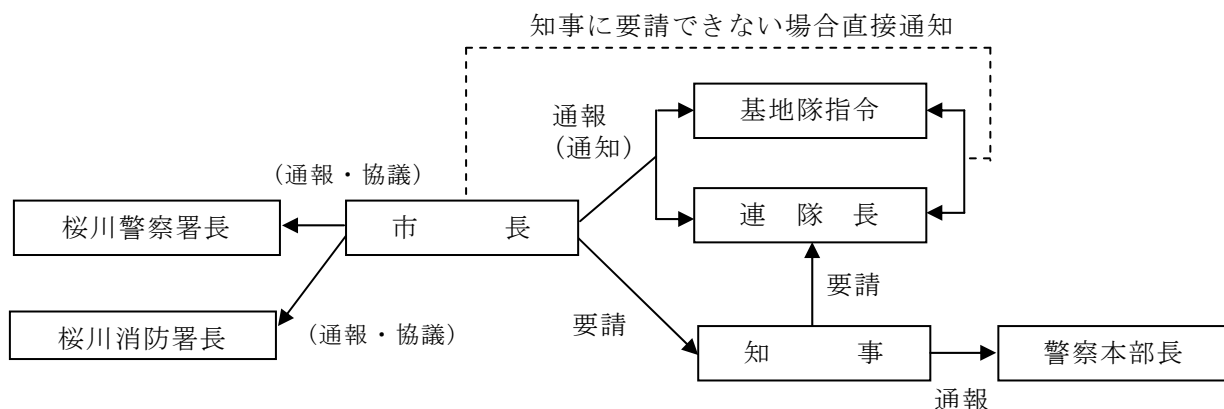 知事に要請できない場合直接通知
基地隊指令
通報
(通知)
(通報・協議)
桜川警察署長
市　　　長
連　隊　長
要請
桜川消防署長
(通報・協議)
要請
知　　　事
警察本部長
通報